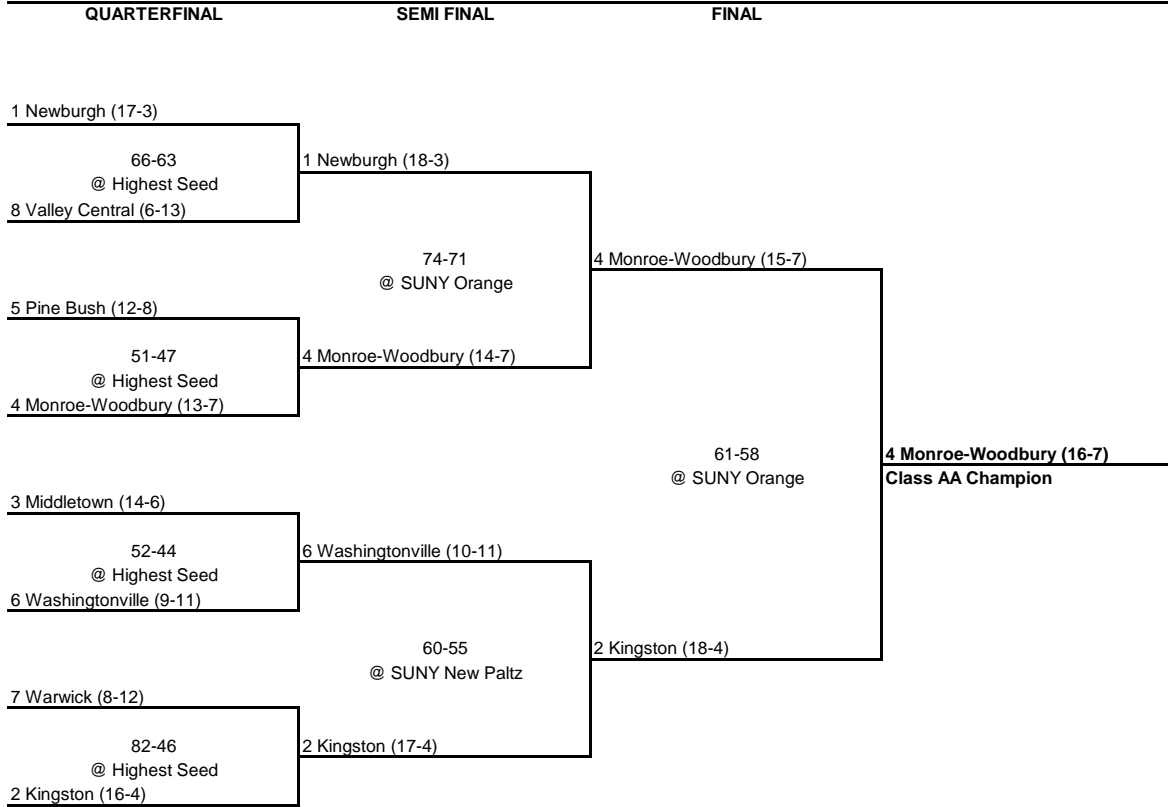 QUARTERFINAL SEMI FINAL FINAL
1 Newburgh (17-3)
66-63
@ Highest Seed
1 Newburgh (18-3)
8 Valley Central (6-13)
74-71
@ SUNY Orange
4 Monroe-Woodbury (15-7)
5 Pine Bush (12-8)
51-47
@ Highest Seed
4 Monroe-Woodbury (14-7)
4 Monroe-Woodbury (13-7)
61-58
@ SUNY Orange
4 Monroe-Woodbury (16-7)
Class AA Champion
3 Middletown (14-6)
52-44
@ Highest Seed
6 Washingtonville (10-11)
6 Washingtonville (9-11)
60-55
@ SUNY New Paltz
2 Kingston (18-4)
7 Warwick (8-12)
82-46
@ Highest Seed
2 Kingston (17-4)
2 Kingston (16-4)